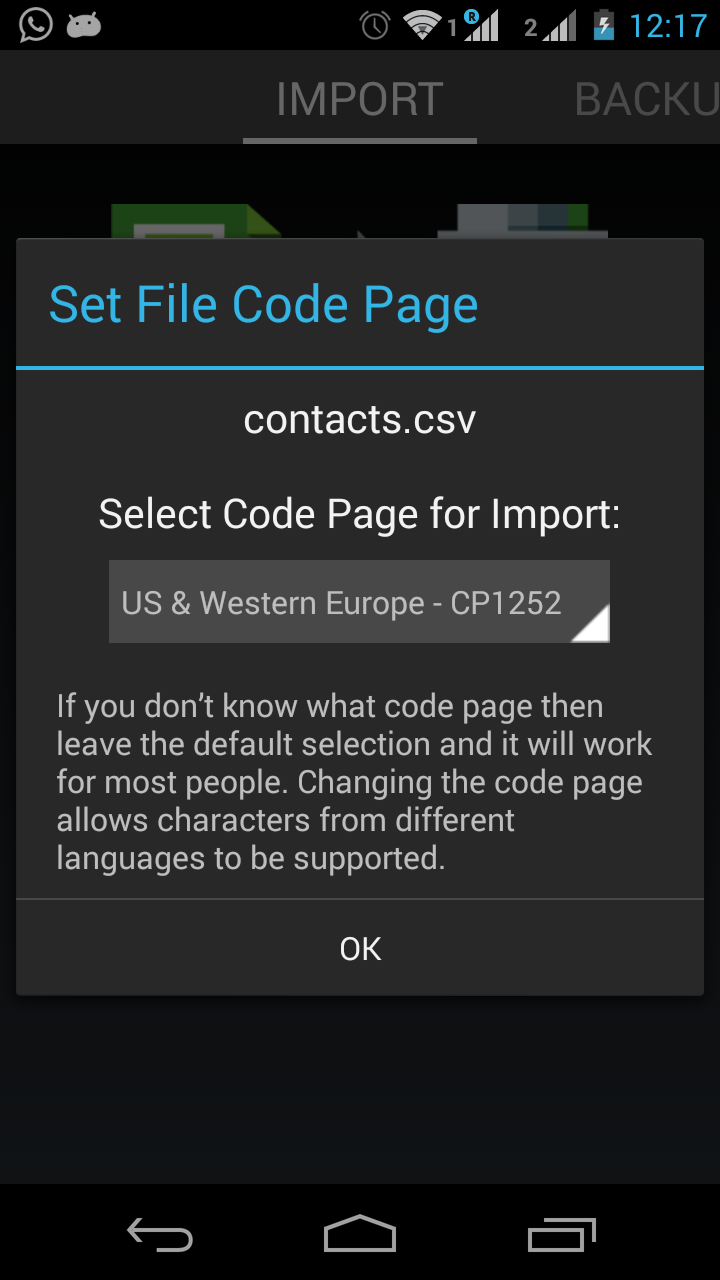 1 R 2 12:17
IMPORT BACKU
Set File Code Page
contacts.csv
Select Code Page for Import:
US & Western Europe - CP1252
If you don’t know what code page then
leave the default selection and it will work
for most people. Changing the code page
allows characters from different
languages to be supported.
OK